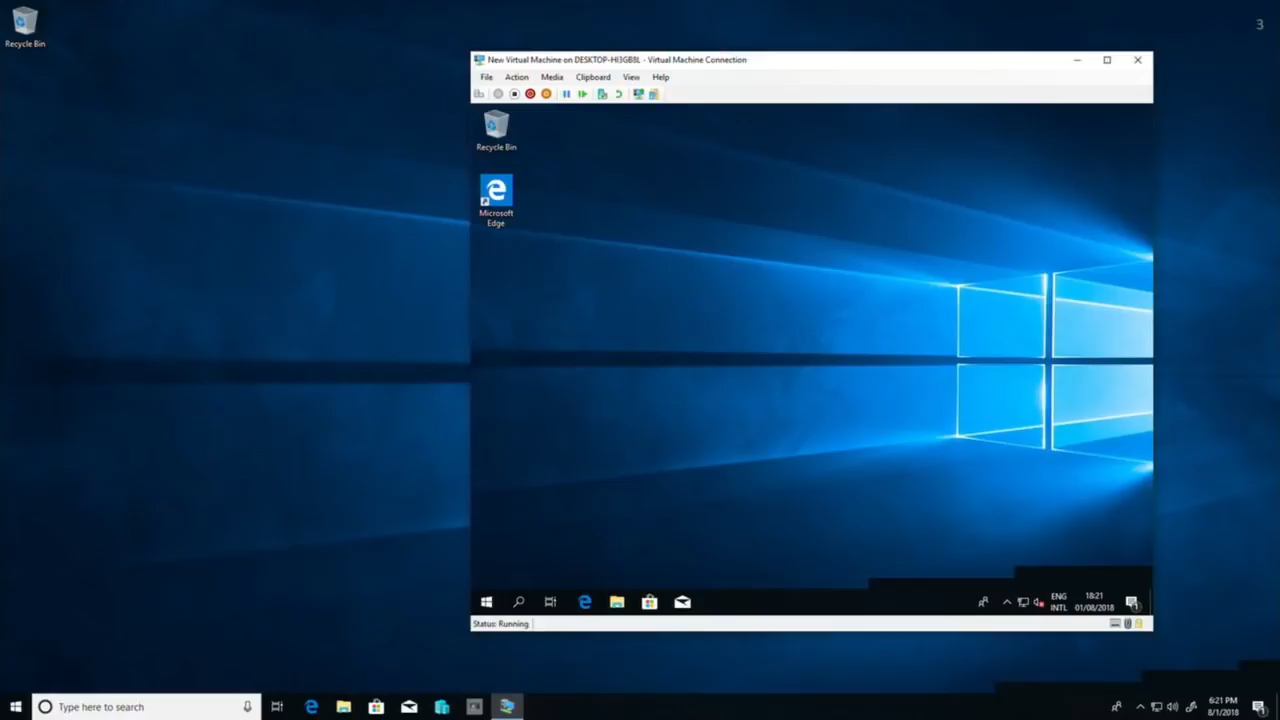 3
Recycle Bin
New Virtual Machine on DESKTOP-HI3GB8L - Virtual Machine Connection
File Action Media Clipboard View Help
Recycle Bin
Microsoft
Edge
ENG
INTL
18:21
01/08/2018
1
Status: Running
Type here to search
6:21 PM
8/1/2018
1